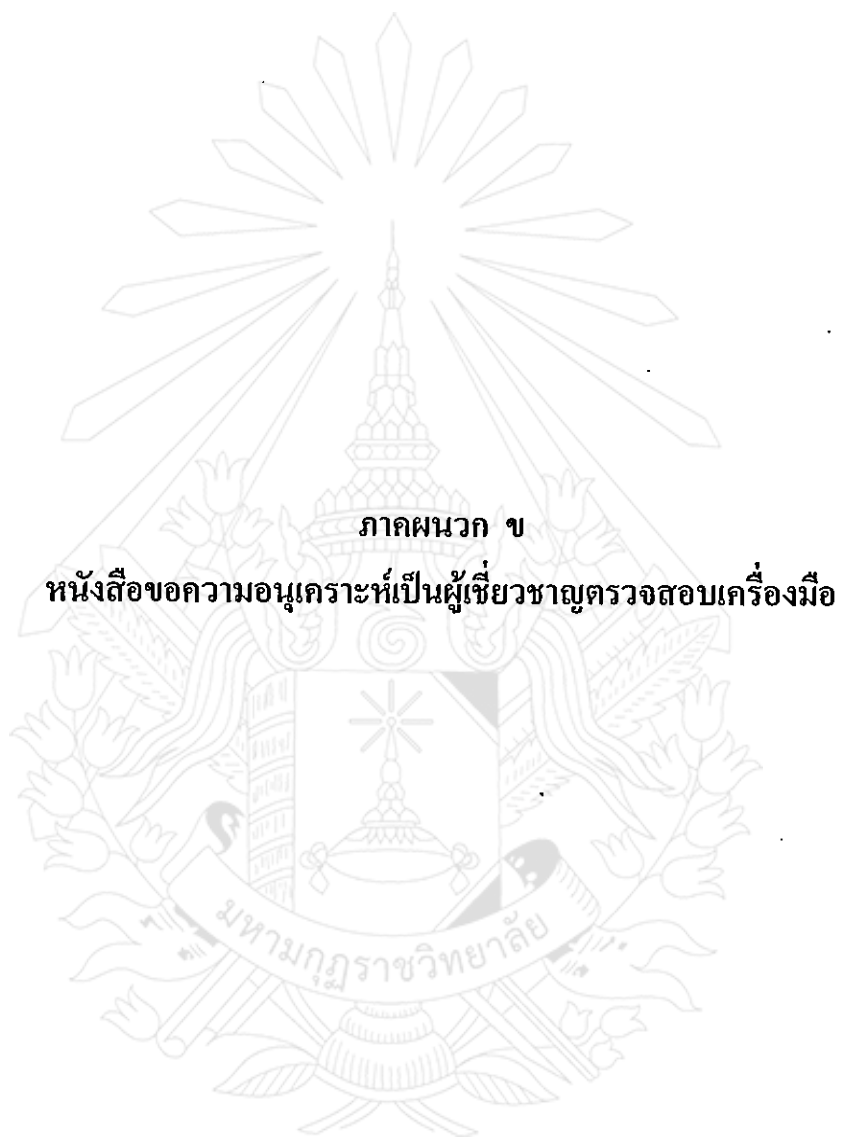 ภาคผนวก ข
หนังสือขอความอนุเคราะห์เป็นผู้เชี่ยวชาญตรวจสอบเครื่องมือ
มหามกุฏราชวิทยาลัย